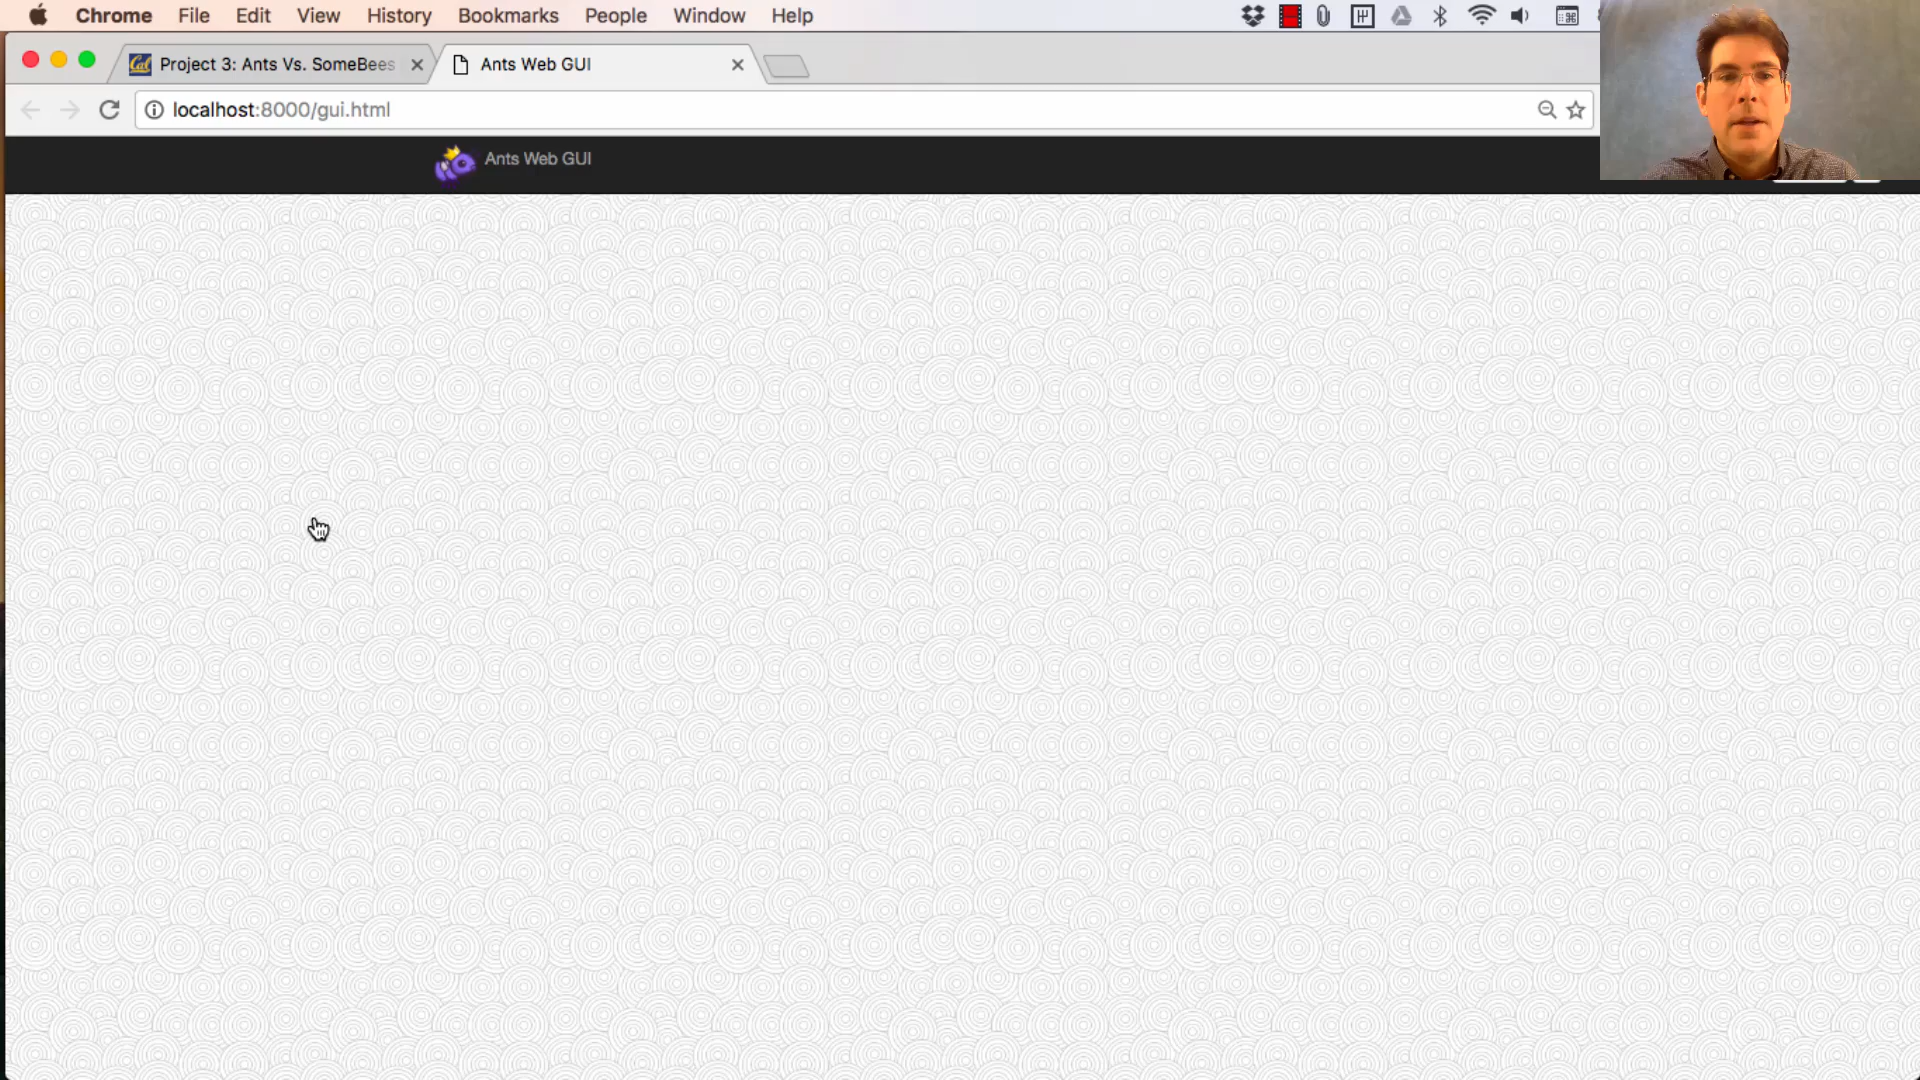 Chrome File Edit View History Bookmarks People Window Help
Project 3: Ants Vs. SomeBees
Ants Web GUI
localhost:8000/gui.html
Ants Web GUI